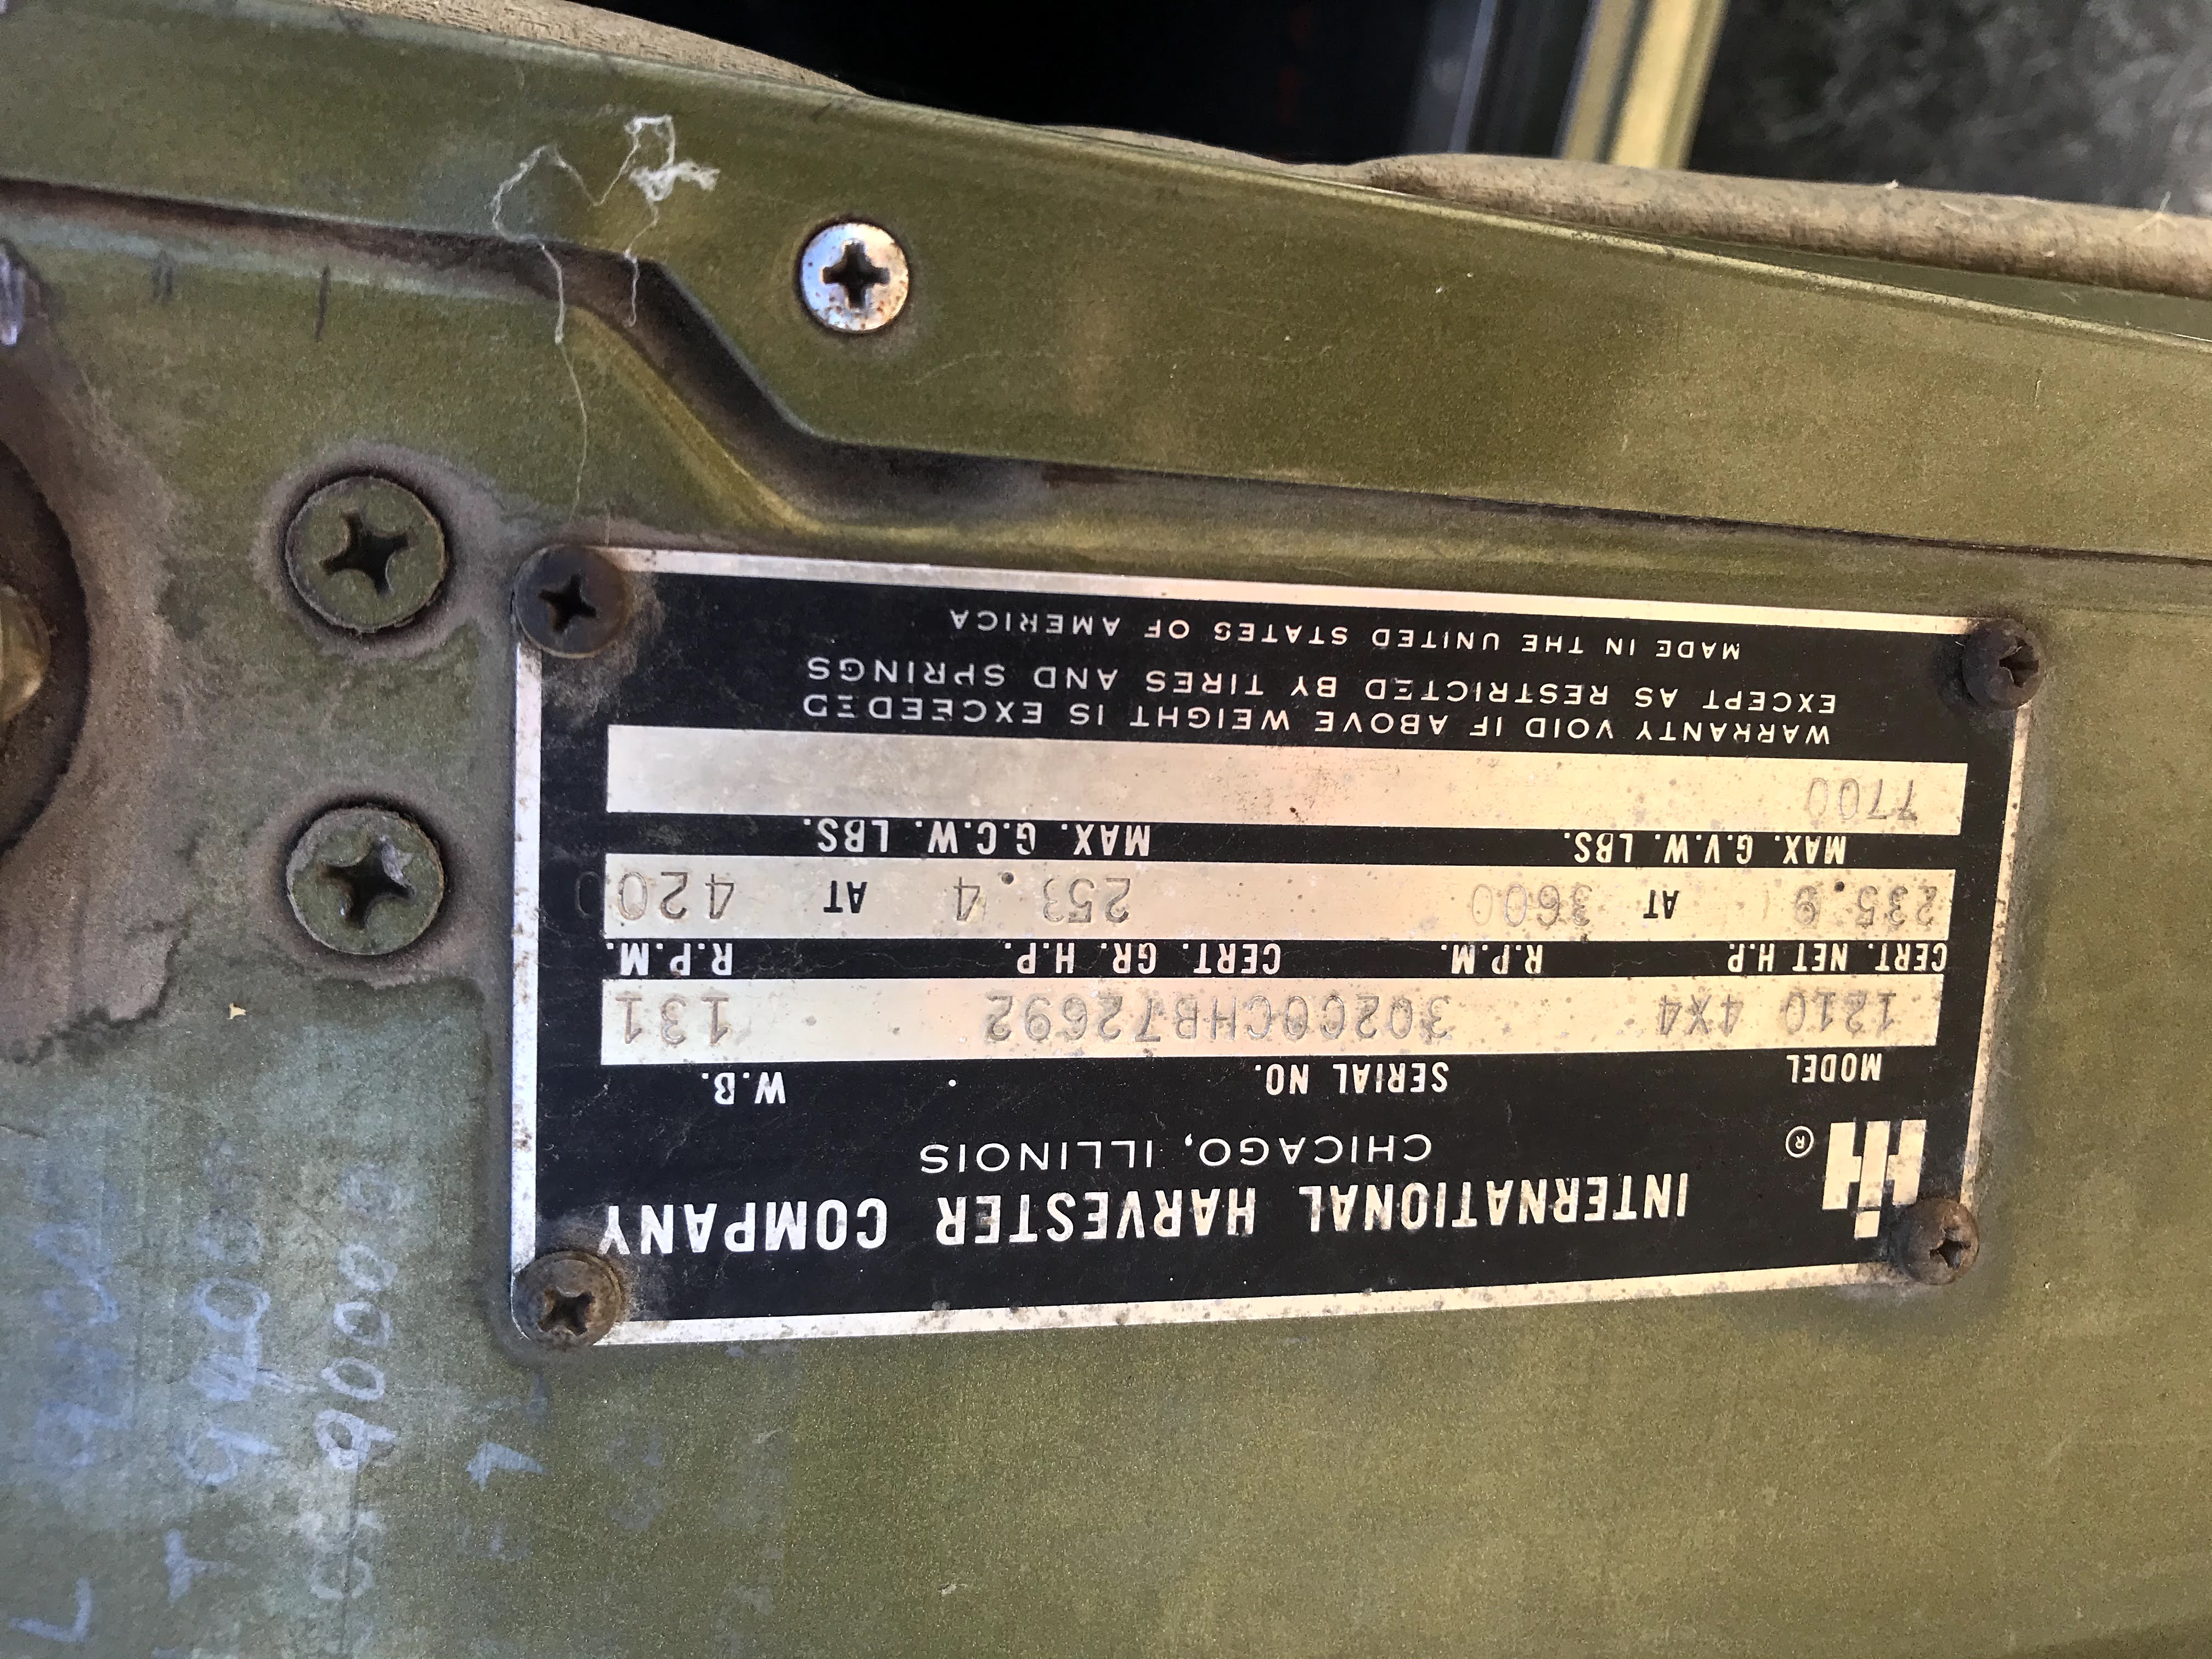 IH ®
INTERNATIONAL HARVESTER COMPANY
CHICAGO, ILLINOIS
MODEL SERIAL NO. W.B.
1210 4X4 30200CHB72692 131
CERT. NET H.P. R.P.M. CERT. GR. H.P. R.P.M.
235.9 AT 3600 253.4 AT 4200
MAX. G.V.W. LBS. MAX. G.C.W. LBS.
7700
WARRANTY VOID IF ABOVE WEIGHT IS EXCEEDED
EXCEPT AS RESTRICTED BY TIRES AND SPRINGS
MADE IN THE UNITED STATES OF AMERICA